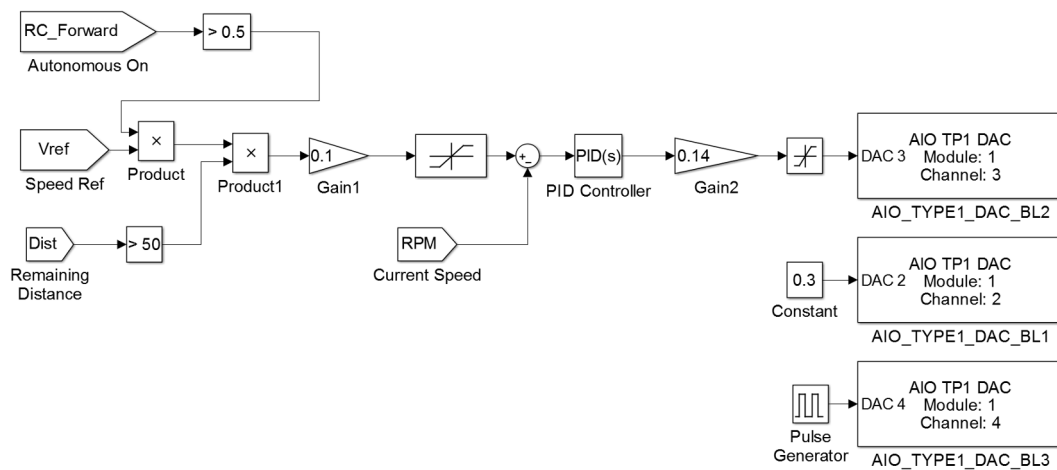 RC_Forward
> 0.5
Autonomous On
Vref
Speed Ref
×
Product
×
Product1
0.1
Gain1
Dist
Remaining
Distance
> 50
RPM
Current Speed
+
−
PID(s)
PID Controller
0.14
Gain2
DAC 3
AIO TP1 DAC
Module: 1
Channel: 3
AIO_TYPE1_DAC_BL2
0.3
Constant
DAC 2
AIO TP1 DAC
Module: 1
Channel: 2
AIO_TYPE1_DAC_BL1
Pulse
Generator
DAC 4
AIO TP1 DAC
Module: 1
Channel: 4
AIO_TYPE1_DAC_BL3